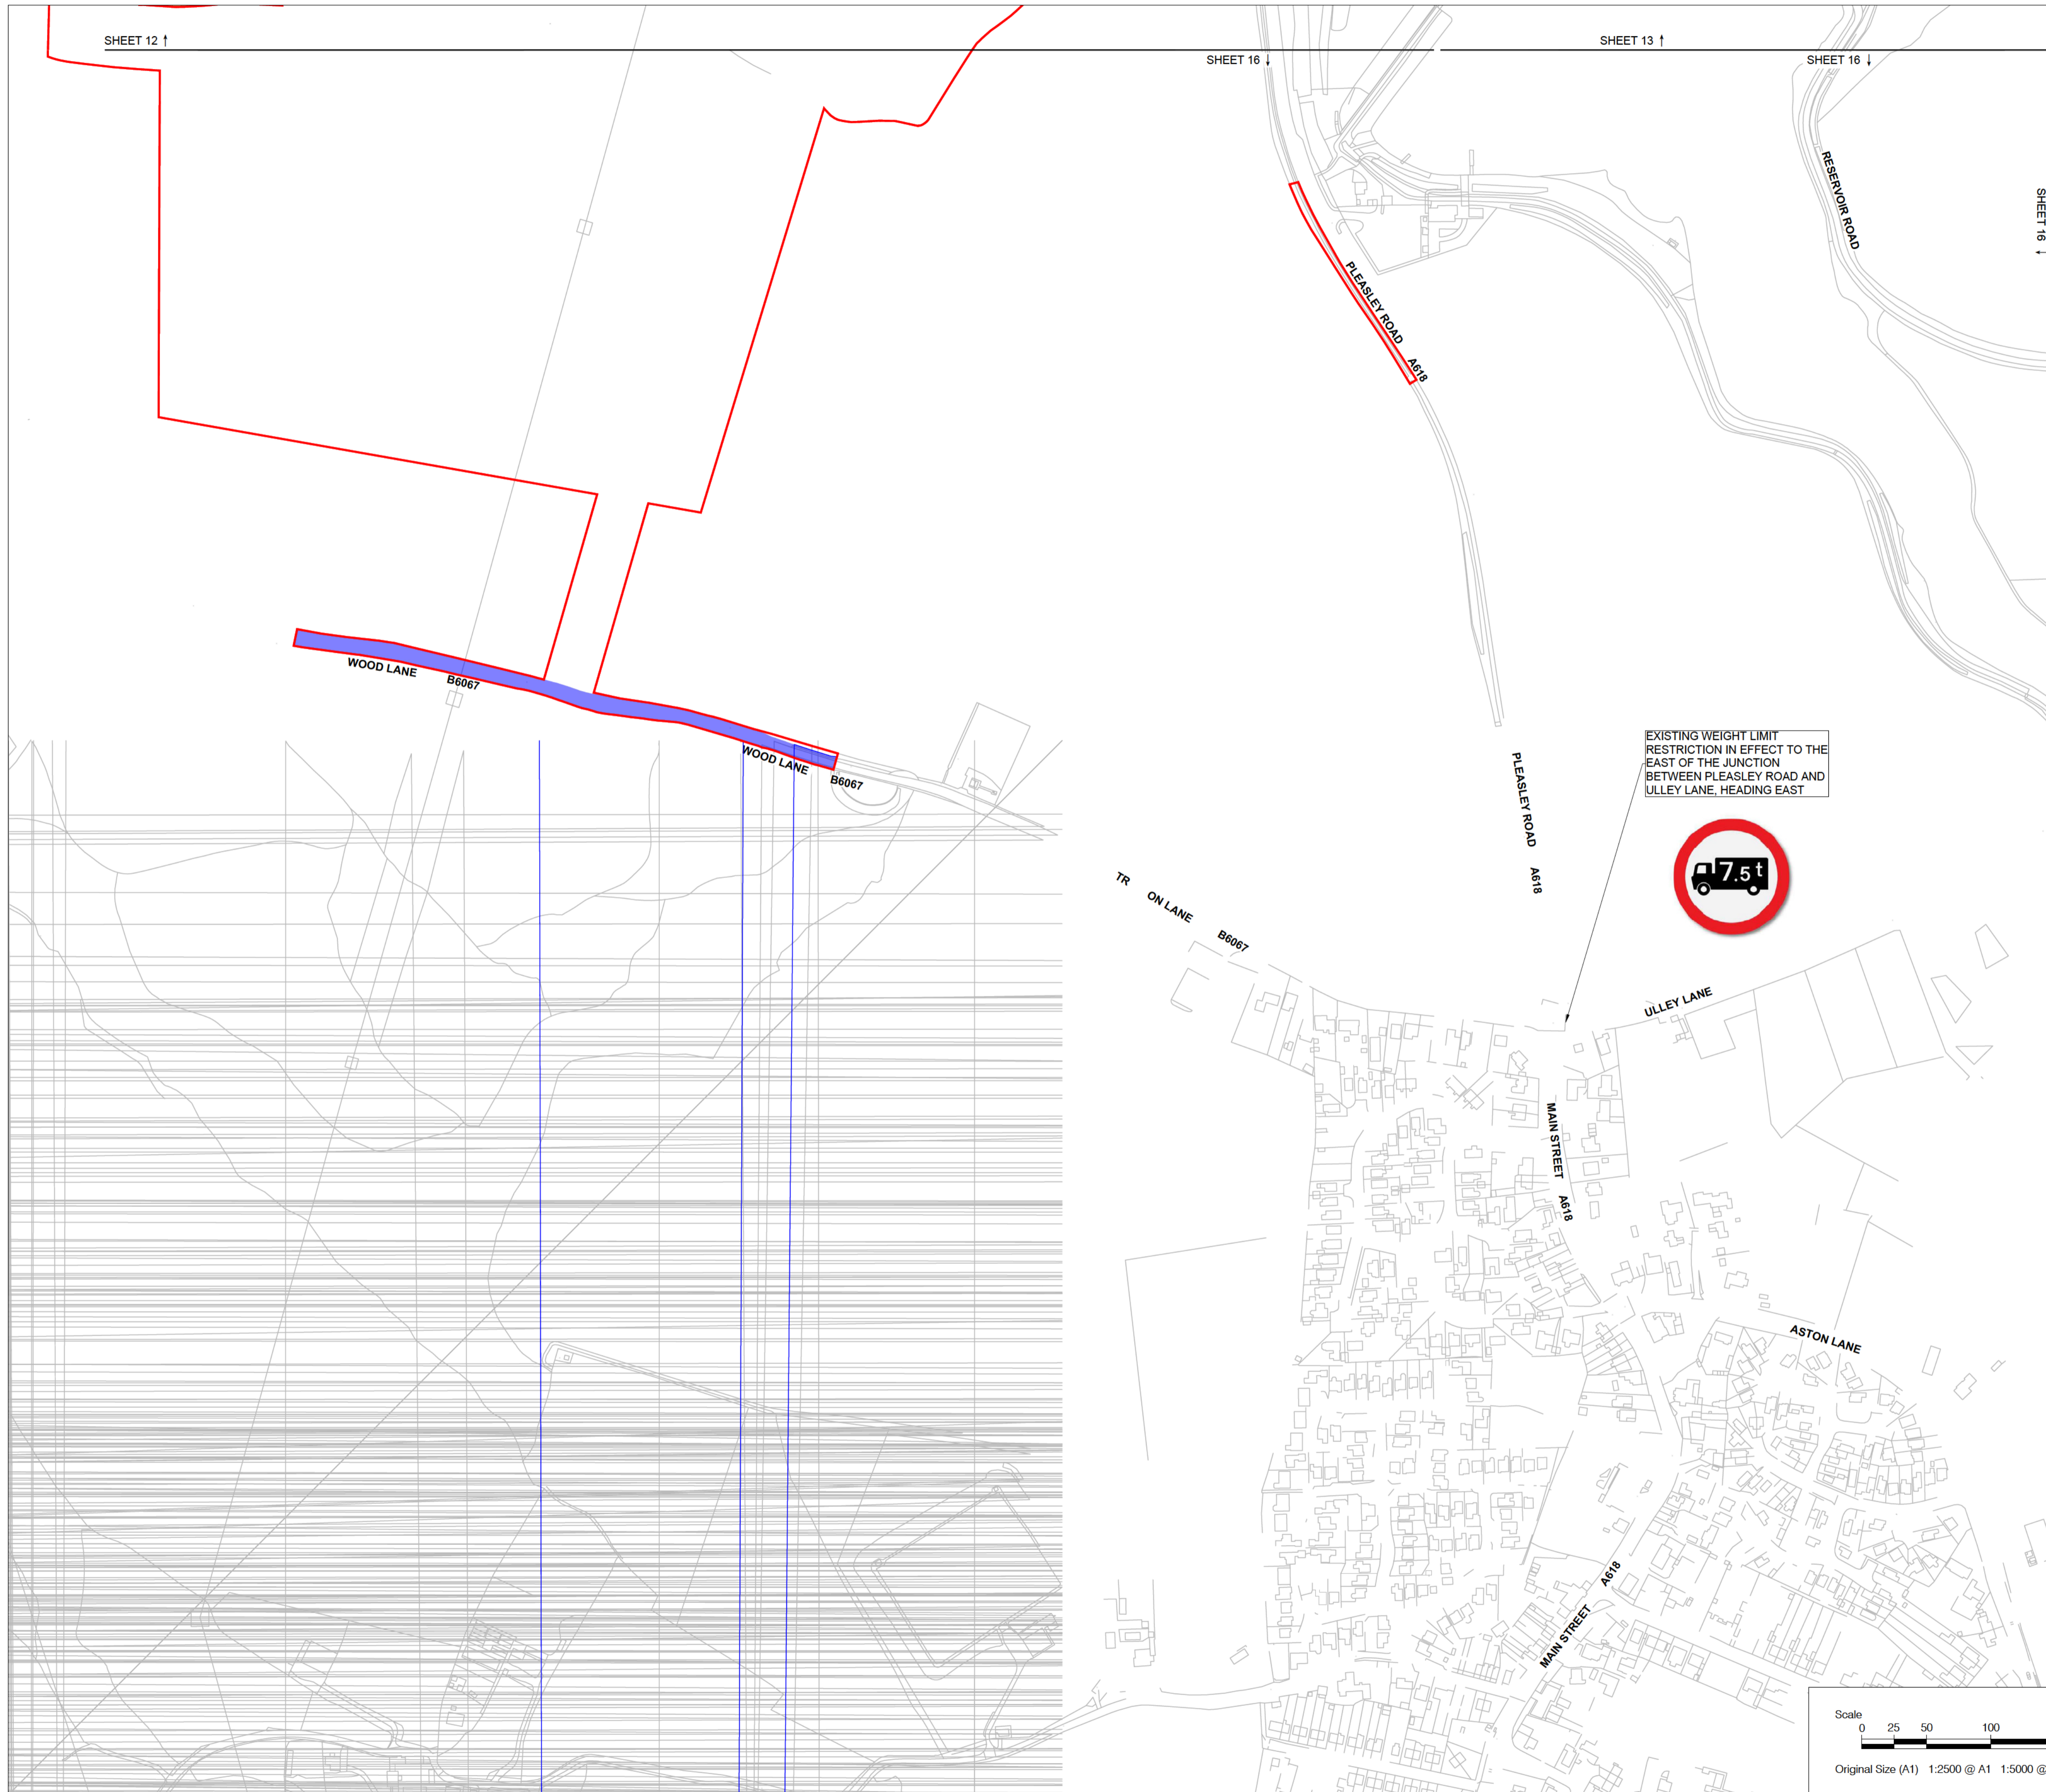 SHEET 12 ↑
SHEET 13 ↑
SHEET 16 ↓
SHEET 16 ↓
SHEET 16
RESERVOIR ROAD
PLEASLEY ROAD A618
WOOD LANE B6067
WOOD LANE B6067
EXISTING WEIGHT LIMIT
RESTRICTION IN EFFECT TO THE
EAST OF THE JUNCTION
BETWEEN PLEASLEY ROAD AND
ULLEY LANE, HEADING EAST
7.5 t
PLEASLEY ROAD A618
TR ON LANE B6067
ULLEY LANE
MAIN STREET A618
ASTON LANE
MAIN STREET A618
Scale
0 25 50 100
Original Size (A1) 1:2500 @ A1 1:5000 @